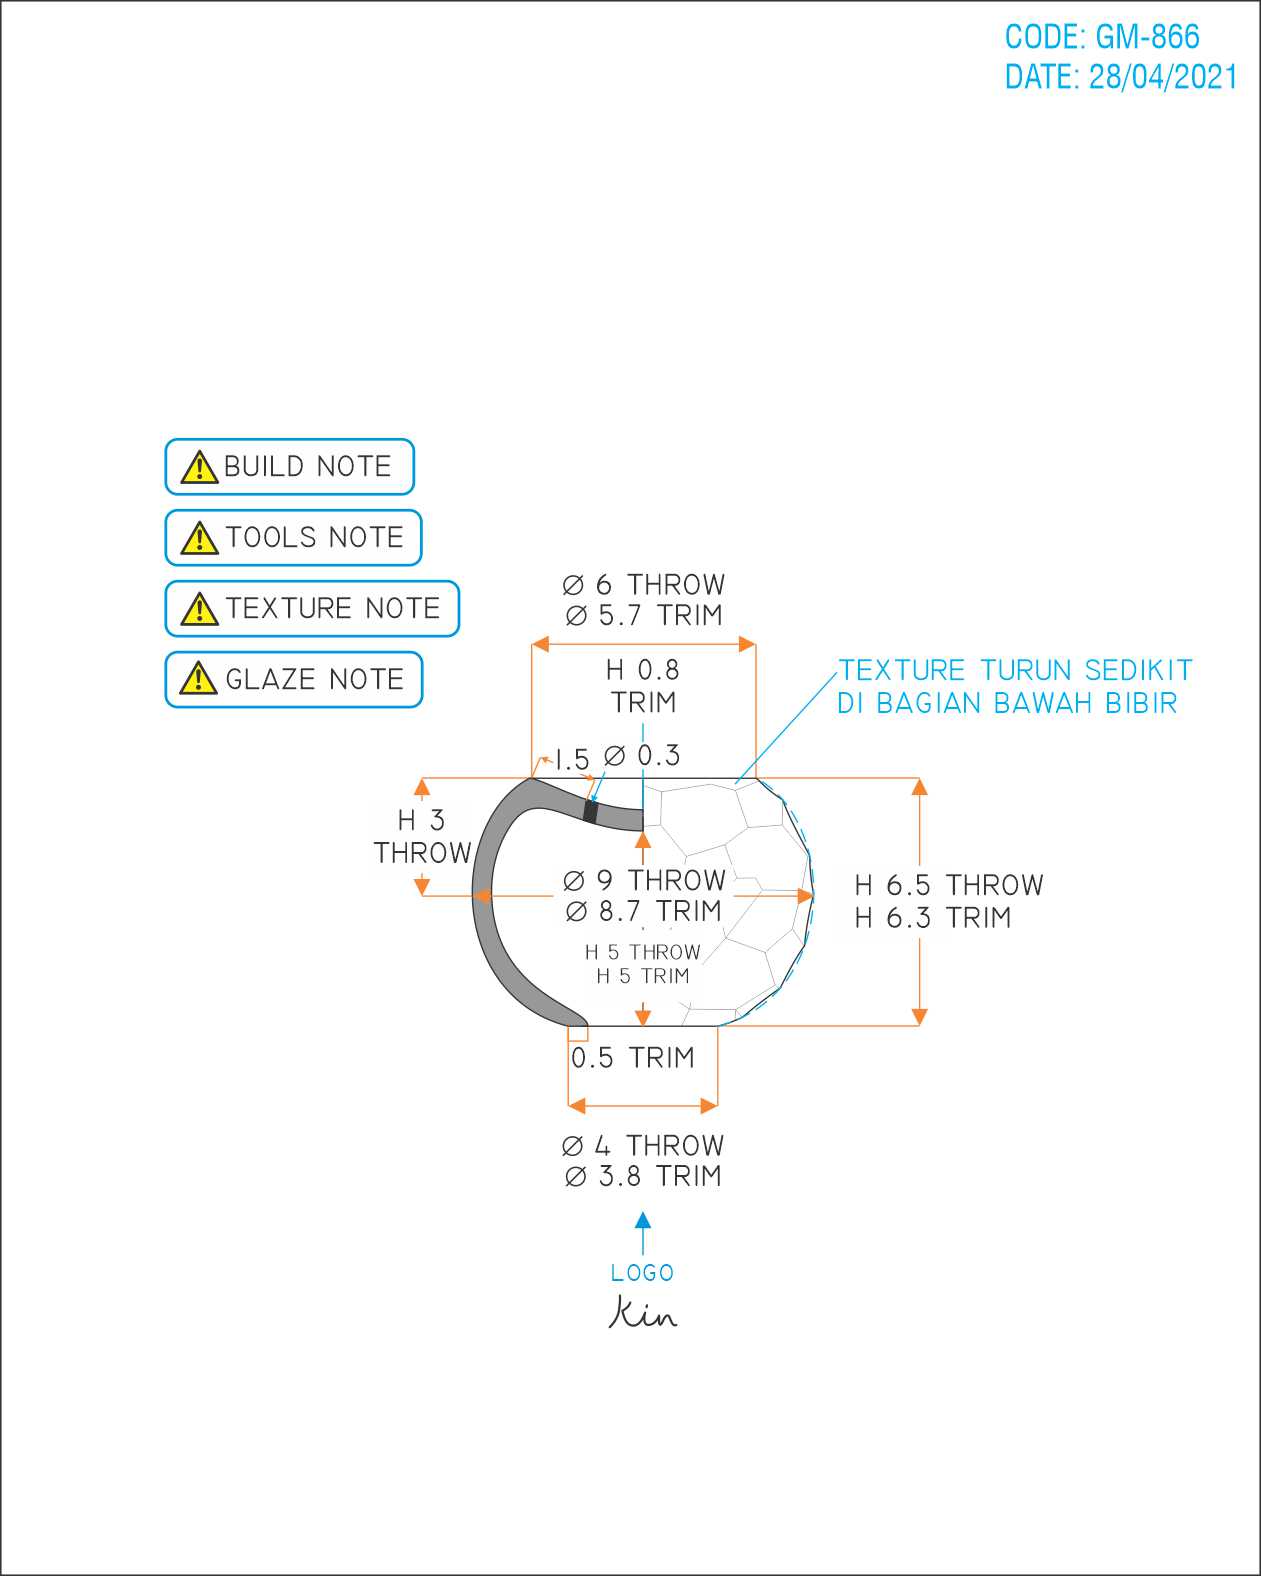 CODE: GM-866
DATE: 28/04/2021
BUILD NOTE
TOOLS NOTE
TEXTURE NOTE
GLAZE NOTE
Ø 6 THROW
Ø 5.7 TRIM
H 0.8
TRIM
TEXTURE TURUN SEDIKIT
DI BAGIAN BAWAH BIBIR
1.5
Ø 0.3
H 3
THROW
Ø 9 THROW
Ø 8.7 TRIM
H 6.5 THROW
H 6.3 TRIM
H 5 THROW
H 5 TRIM
0.5 TRIM
Ø 4 THROW
Ø 3.8 TRIM
LOGO
Kin